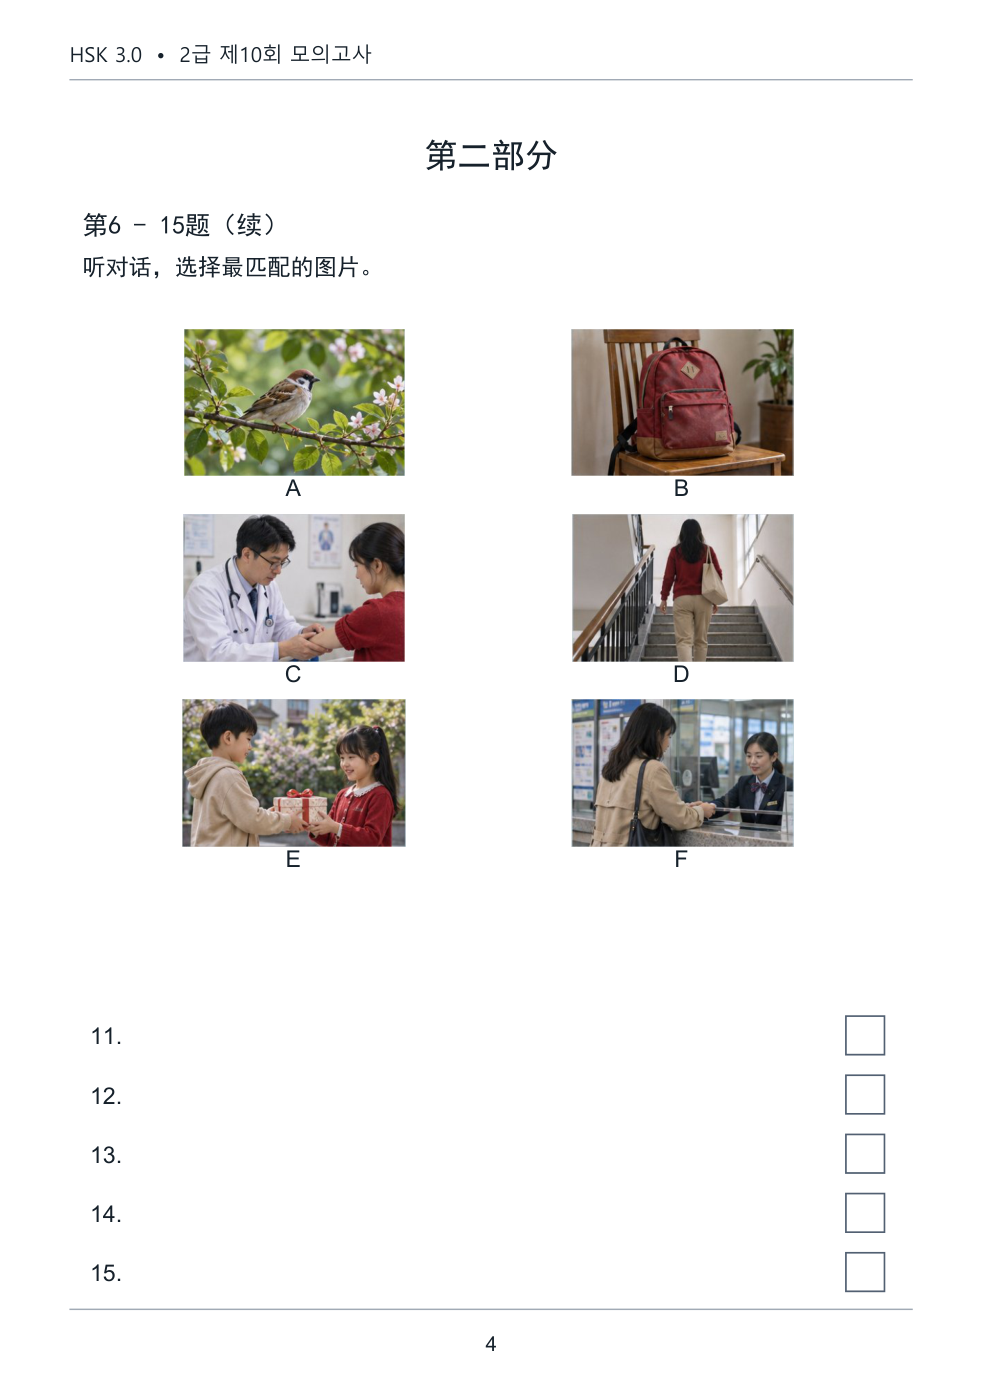 HSK 3.0 • 2급 제10회 모의고사
第二部分
第6 – 15题（续）
听对话，选择最匹配的图片。
A
B
C
D
E
F
11.
12.
13.
14.
15.
4